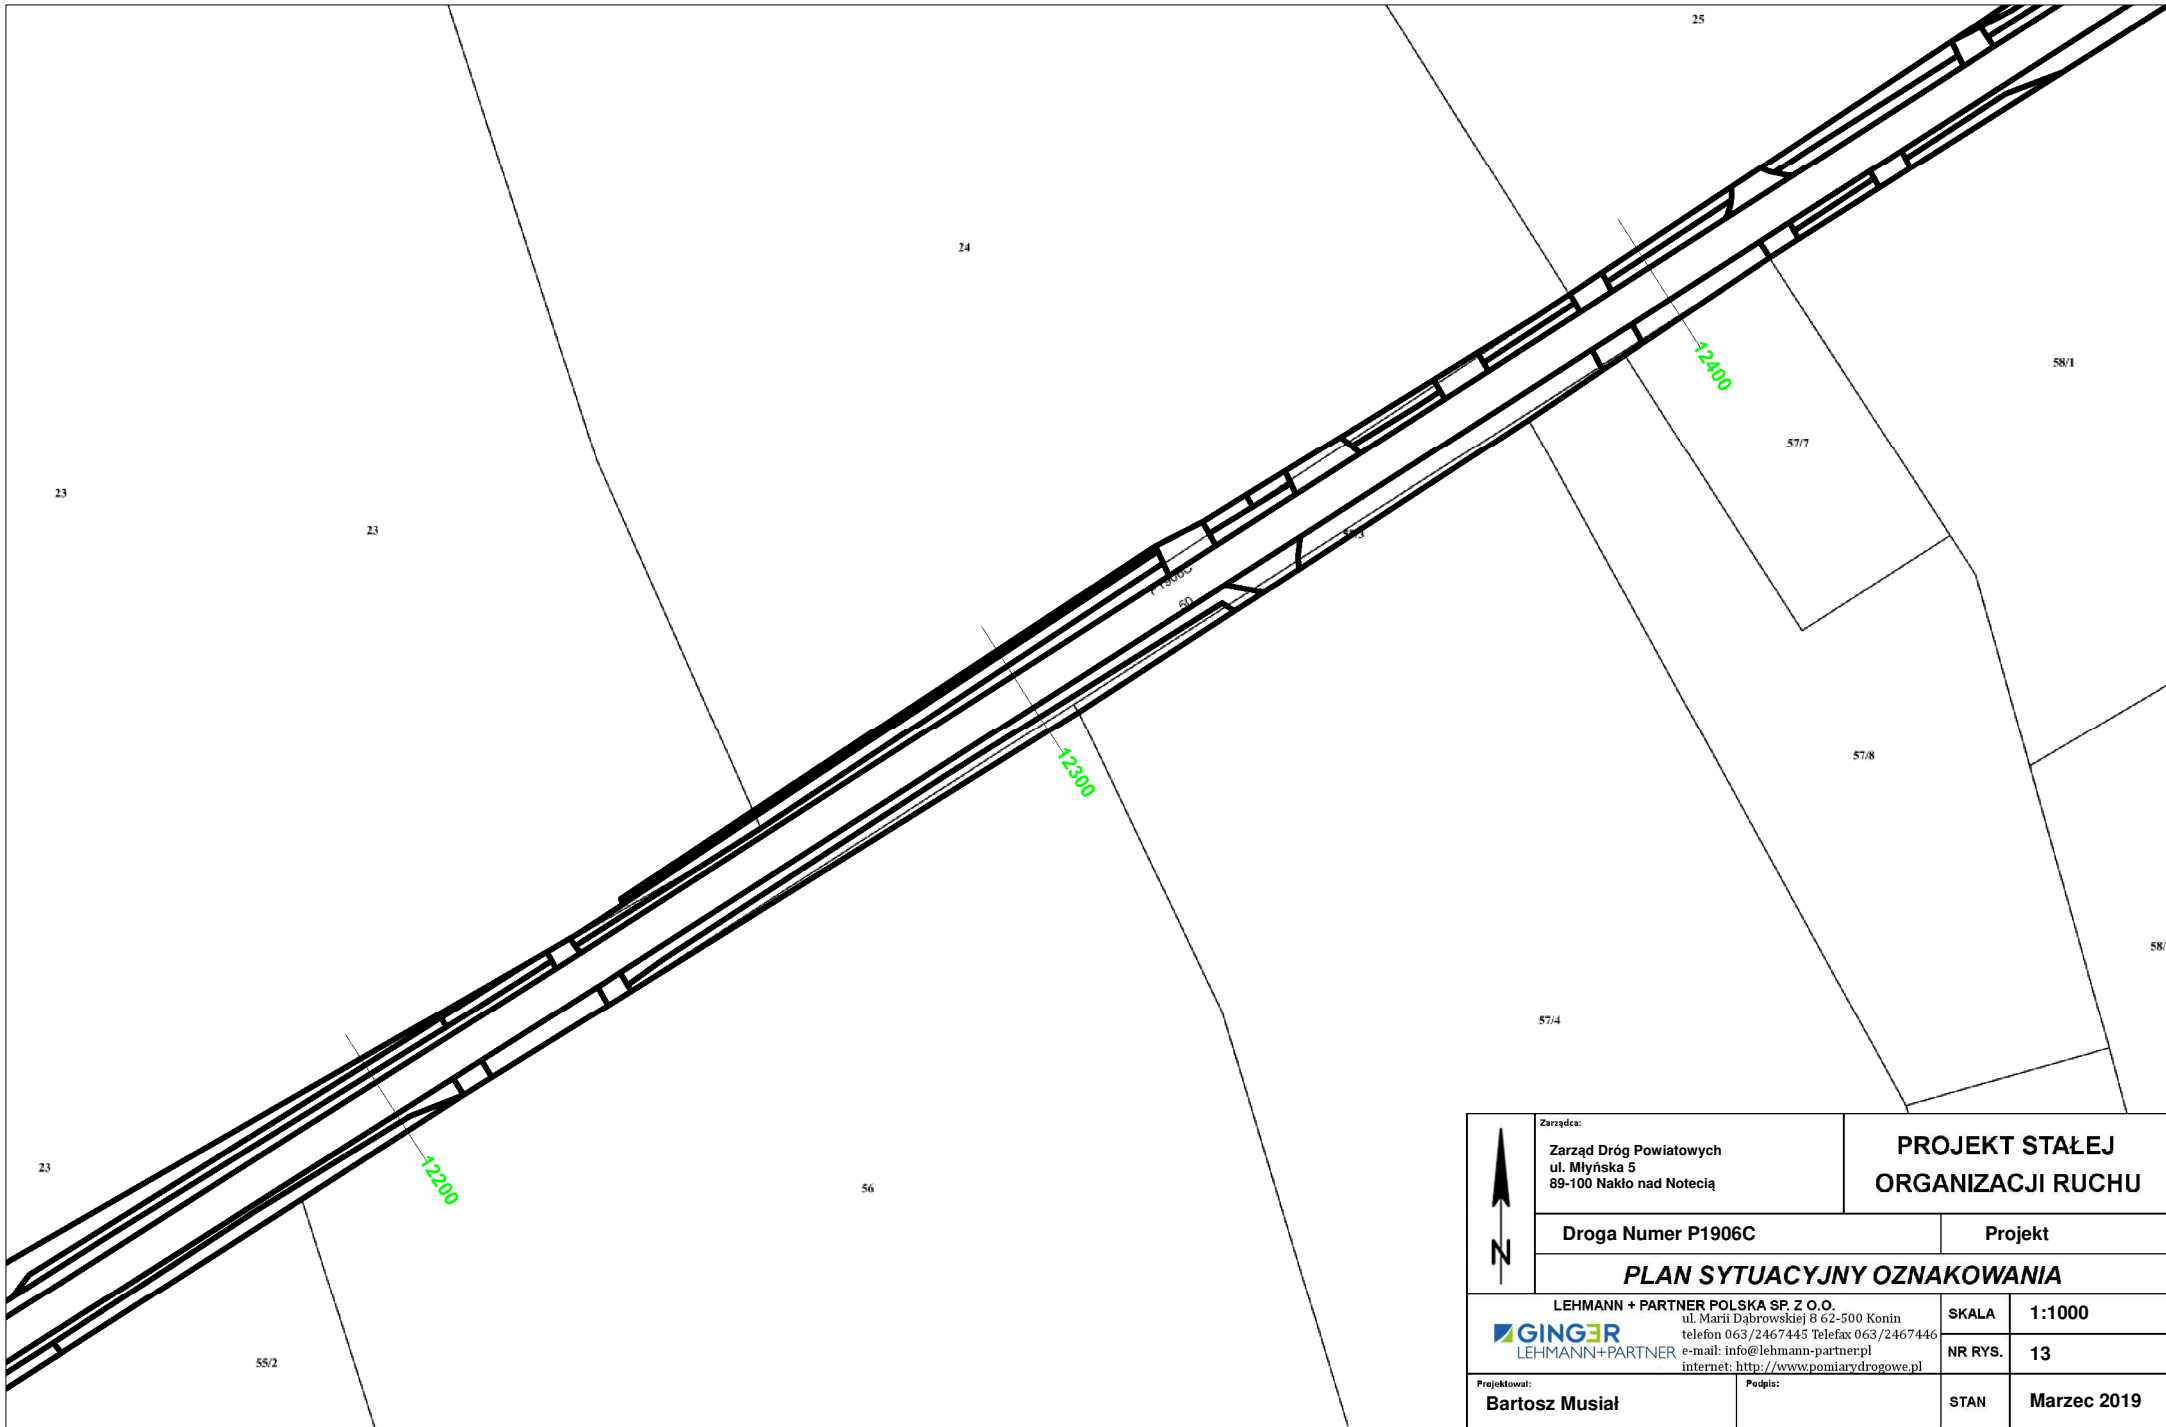 25
24
58/1
57/7
12400
23
23
P1906C
60
57/8
12300
58/
57/4
23
12200
56
55/2
Zarządca:
Zarząd Dróg Powiatowych
ul. Młyńska 5
89-100 Nakło nad Notecią
PROJEKT STAŁEJ
ORGANIZACJI RUCHU
N
Droga Numer P1906C
Projekt
PLAN SYTUACYJNY OZNAKOWANIA
LEHMANN + PARTNER POLSKA SP. Z O.O.
ul. Marii Dąbrowskiej 8 62-500 Konin
telefon 063/2467445 Telefax 063/2467446
e-mail: info@lehmann-partner.pl
internet: http://www.pomiarydrogowe.pl
GINGER
LEHMANN+PARTNER
SKALA 1:1000
NR RYS. 13
Projektował:
Bartosz Musiał
Podpis:
STAN Marzec 2019